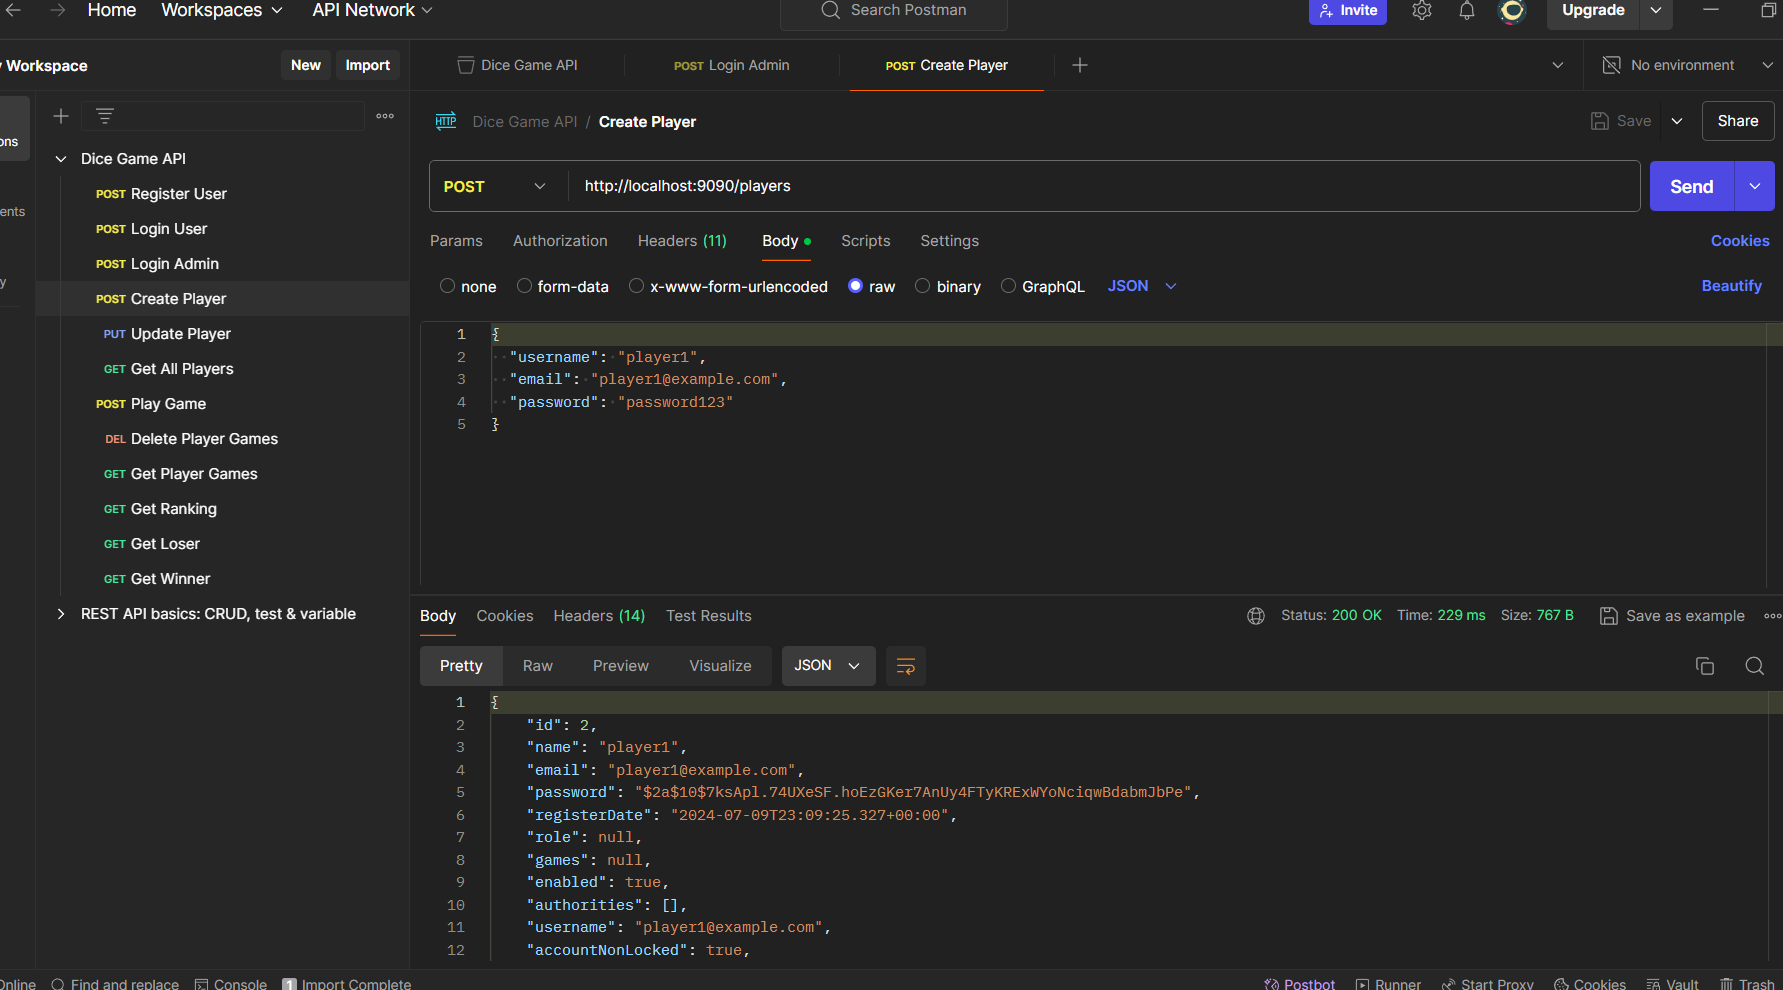 Home Workspaces API Network Search Postman Invite Upgrade
Workspace New Import Dice Game API POST Login Admin POST Create Player No environment
HTTP Dice Game API / Create Player Save Share
ons
Dice Game API
POST http://localhost:9090/players Send
POST Register User
ents
POST Login User
Params Authorization Headers (11) Body Scripts Settings Cookies
POST Login Admin
y
none form-data x-www-form-urlencoded raw binary GraphQL JSON Beautify
POST Create Player
PUT Update Player
GET Get All Players
POST Play Game
DEL Delete Player Games
GET Get Player Games
GET Get Ranking
GET Get Loser
GET Get Winner
REST API basics: CRUD, test & variable
1 {
2 "username": "player1",
3 "email": "player1@example.com",
4 "password": "password123"
5 }
Body Cookies Headers (14) Test Results Status: 200 OK Time: 229 ms Size: 767 B Save as example
Pretty Raw Preview Visualize JSON
1 {
2 "id": 2,
3 "name": "player1",
4 "email": "player1@example.com",
5 "password": "$2a$10$7ksApl.74UXeSF.hoEzGKer7AnUy4FTyKRExWYoNciqwBdabmJbPe",
6 "registerDate": "2024-07-09T23:09:25.327+00:00",
7 "role": null,
8 "games": null,
9 "enabled": true,
10 "authorities": [],
11 "username": "player1@example.com",
12 "accountNonLocked": true,
Online Find and replace Console 1 Import Complete Postbot Runner Start Proxy Cookies Vault Trash